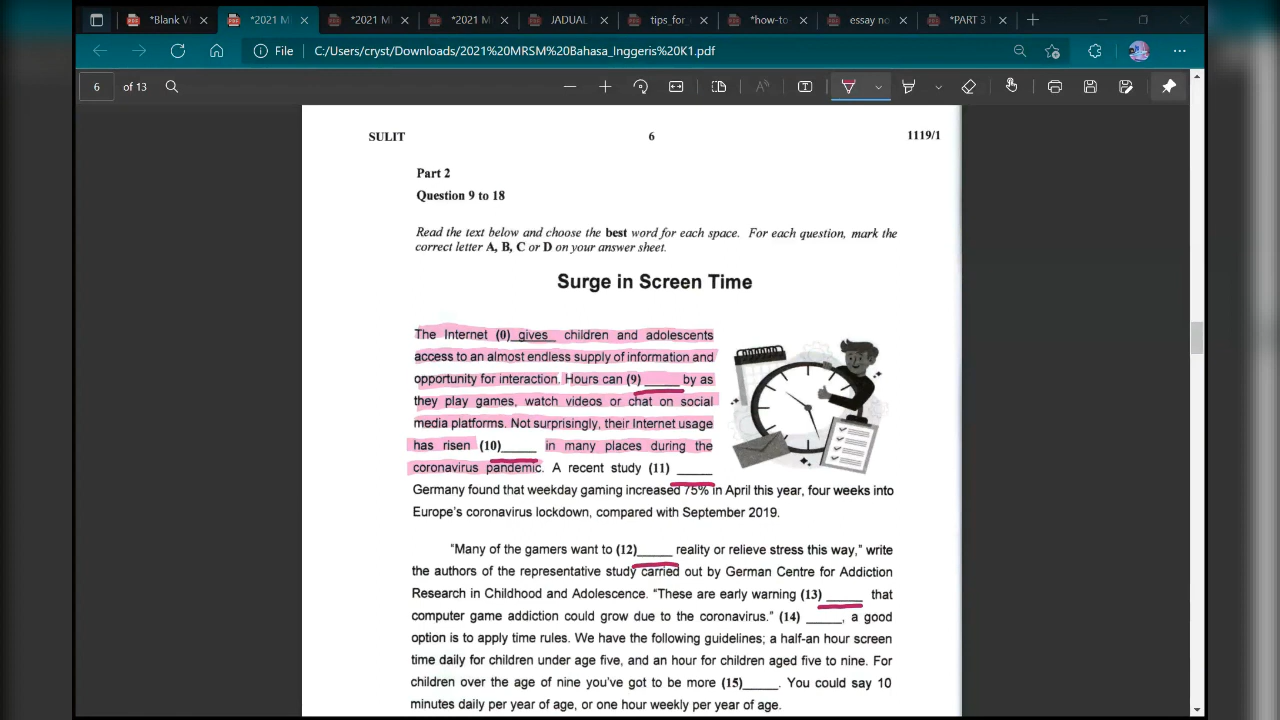 *Blank Vi
*2021 MI
*2021 MI
*2021 M
JADUAL
tips_for_
*how-to
essay no
*PART 3
File
C:/Users/cryst/Downloads/2021%20MRSM%20Bahasa_Inggeris%20K1.pdf
6 of 13
SULIT 6 1119/1
Part 2
Question 9 to 18
Read the text below and choose the best word for each space. For each question, mark the
correct letter A, B, C or D on your answer sheet.
Surge in Screen Time
The Internet (0) gives children and adolescents
access to an almost endless supply of information and
opportunity for interaction. Hours can (9) _____ by as
they play games, watch videos or chat on social
media platforms. Not surprisingly, their Internet usage
has risen (10)_____ in many places during the
coronavirus pandemic. A recent study (11) _____
Germany found that weekday gaming increased 75% in April this year, four weeks into
Europe's coronavirus lockdown, compared with September 2019.
"Many of the gamers want to (12)_____ reality or relieve stress this way," write
the authors of the representative study carried out by German Centre for Addiction
Research in Childhood and Adolescence. "These are early warning (13) _____ that
computer game addiction could grow due to the coronavirus." (14) _____, a good
option is to apply time rules. We have the following guidelines; a half-an hour screen
time daily for children under age five, and an hour for children aged five to nine. For
children over the age of nine you've got to be more (15)_____. You could say 10
minutes daily per year of age, or one hour weekly per year of age.